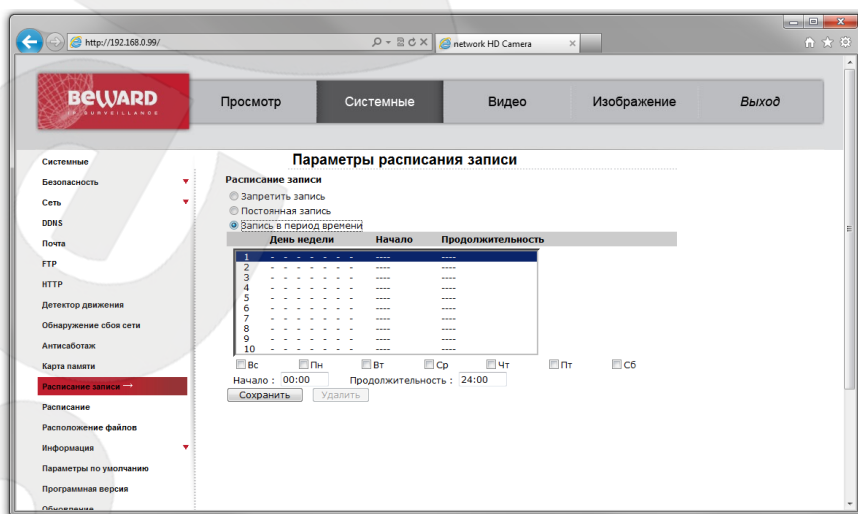 http://192.168.0.99/
network HD Camera
BEWARD
IP SURVEILLANCE
Просмотр
Системные
Видео
Изображение
Выход
Системные
Безопасность
Сеть
DDNS
Почта
FTP
HTTP
Детектор движения
Обнаружение сбоя сети
Антисаботаж
Карта памяти
Расписание записи →
Расписание
Расположение файлов
Информация
Параметры по умолчанию
Программная версия
Обновление
Параметры расписания записи
Расписание записи
Запретить запись
Постоянная запись
Запись в период времени
День недели Начало Продолжительность
1 - - - - - - - ---- ----
2 - - - - - - - ---- ----
3 - - - - - - - ---- ----
4 - - - - - - - ---- ----
5 - - - - - - - ---- ----
6 - - - - - - - ---- ----
7 - - - - - - - ---- ----
8 - - - - - - - ---- ----
9 - - - - - - - ---- ----
10 - - - - - - - ---- ----
Вс Пн Вт Ср Чт Пт Сб
Начало : 00:00 Продолжительность : 24:00
Сохранить Удалить